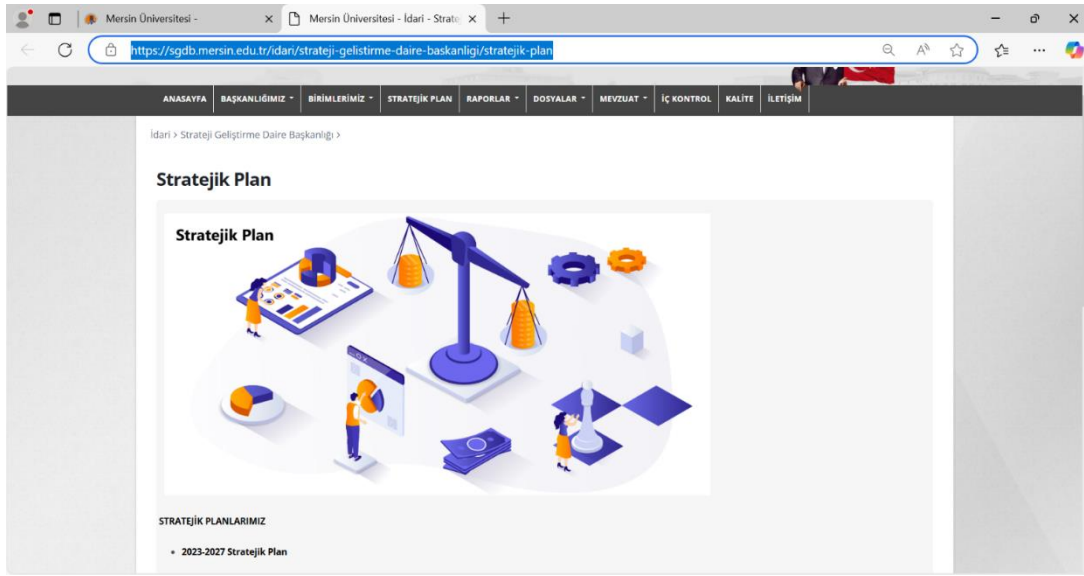 Mersin Üniversitesi -
Mersin Üniversitesi - İdari - Strate
https://sgdb.mersin.edu.tr/idari/strateji-gelistirme-daire-baskanligi/stratejik-plan
ANASAYFA BAŞKANLIĞIMIZ BİRİMLERİMİZ STRATEJİK PLAN RAPORLAR DOSYALAR MEVZUAT İÇ KONTROL KALİTE İLETİŞİM
İdari > Strateji Geliştirme Daire Başkanlığı >
Stratejik Plan
Stratejik Plan
STRATEJİK PLANLARIMIZ
• 2023-2027 Stratejik Plan